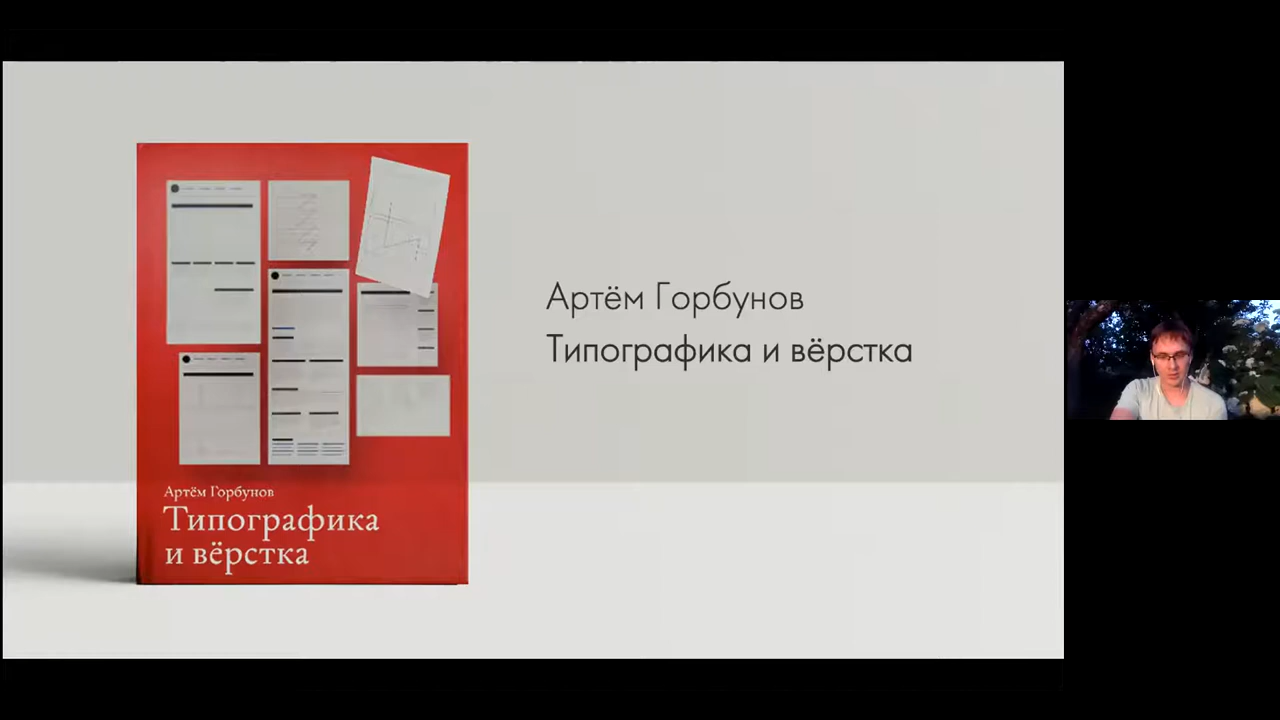 Артём Горбунов
Типографика
и вёрстка
Артём Горбунов
Типографика и вёрстка